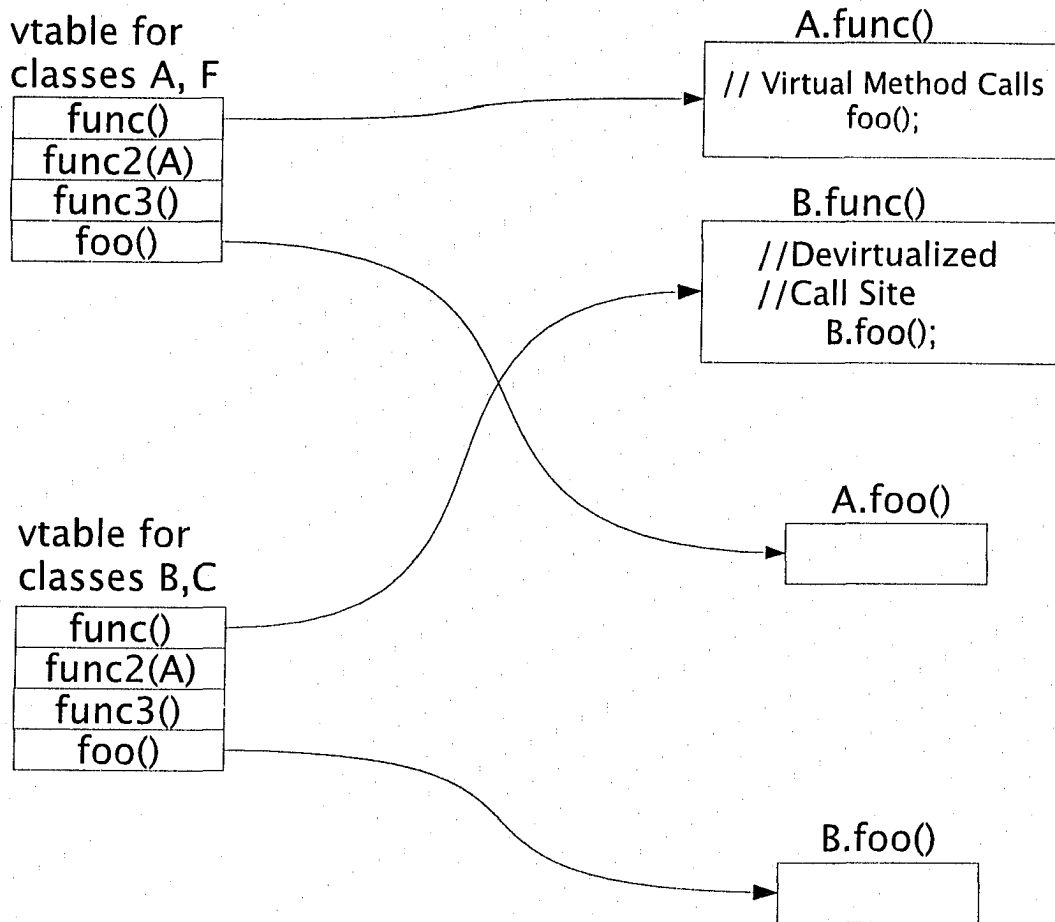 vtable for
classes A, F
func()
func2(A)
func3()
foo()
A.func()
// Virtual Method Calls
foo();
B.func()
//Devirtualized
//Call Site
B.foo();
A.foo()
vtable for
classes B,C
func()
func2(A)
func3()
foo()
B.foo()